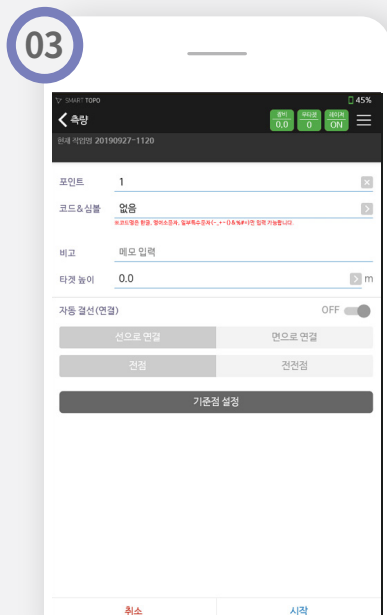 03
SMART TOPO
45%
측량
준비
0.0
무타겟
0
레이저
ON
현재 작업명 20190927-1120
포인트 1
코드&심볼 없음
비고 메모 입력
타겟 높이 0.0 m
자동 결선(연결) OFF
선으로 연결 면으로 연결
전점 전전점
기준점 설정
취소 시작